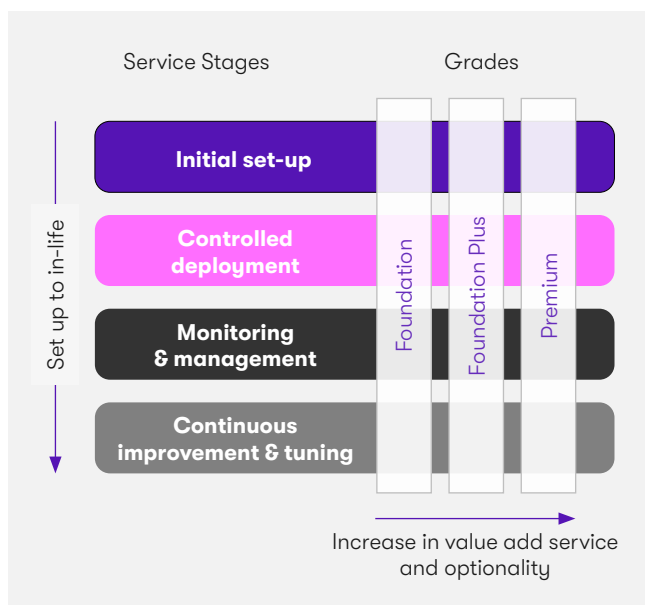 Service Stages
Grades
Set up to in-life
Initial set-up
Controlled
deployment
Monitoring
& management
Continuous
improvement & tuning
Foundation
Foundation Plus
Premium
Increase in value add service
and optionality